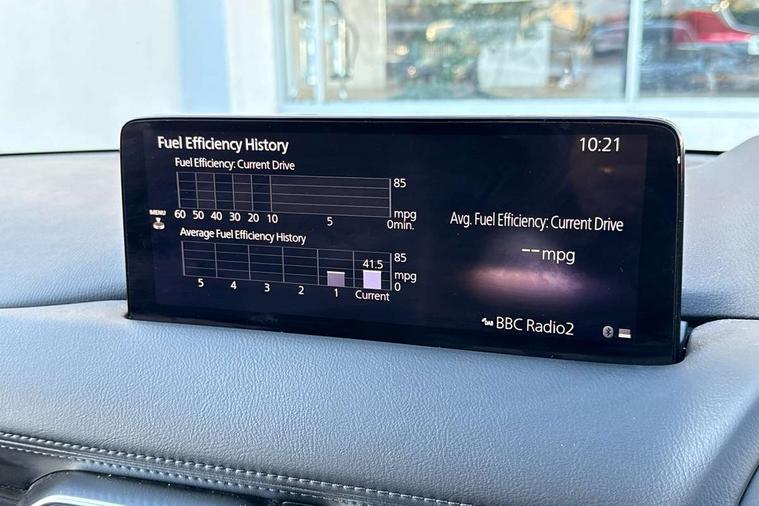 Fuel Efficiency History
10:21
Fuel Efficiency: Current Drive
85
MENU
60 50 40 30 20 10 5 0min.
mpg
Avg. Fuel Efficiency: Current Drive
--mpg
Average Fuel Efficiency History
85
41.5
mpg
0
5 4 3 2 1 Current
DAB BBC Radio2